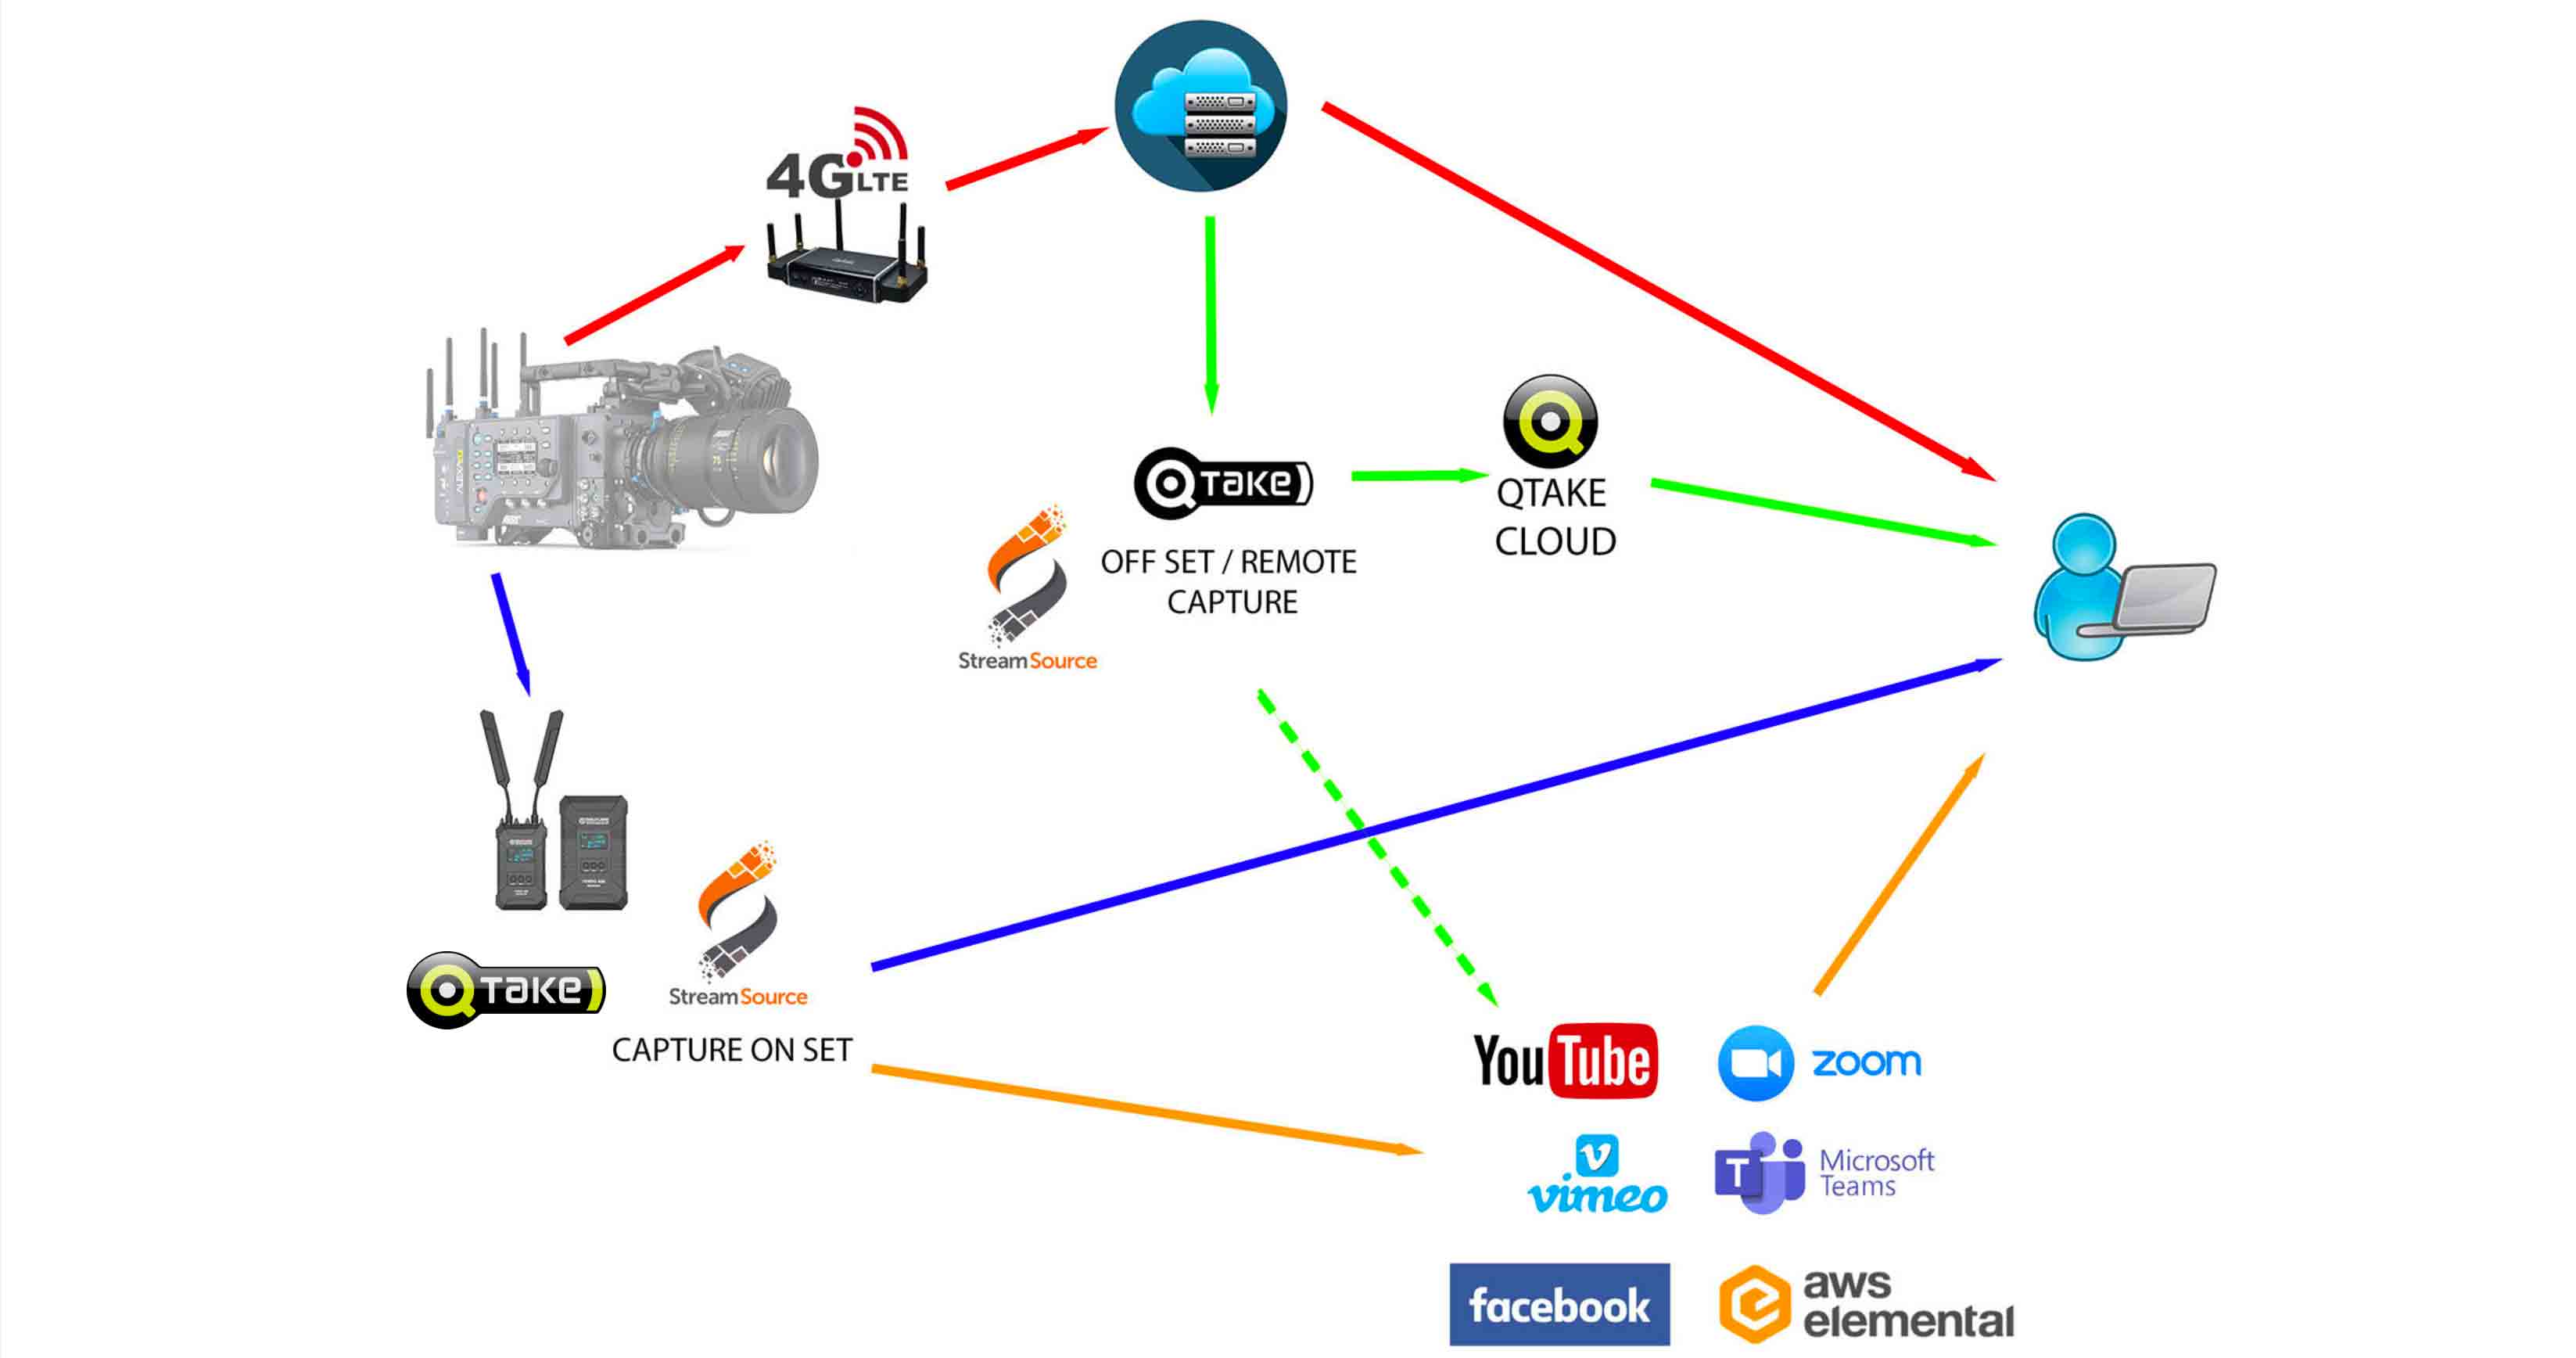 4G LTE
QTAKE
OFF SET / REMOTE
CAPTURE
StreamSource
QTAKE
CLOUD
ALEXA
QTAKE
StreamSource
CAPTURE ON SET
YouTube
zoom
vimeo
Microsoft
Teams
facebook
aws
elemental